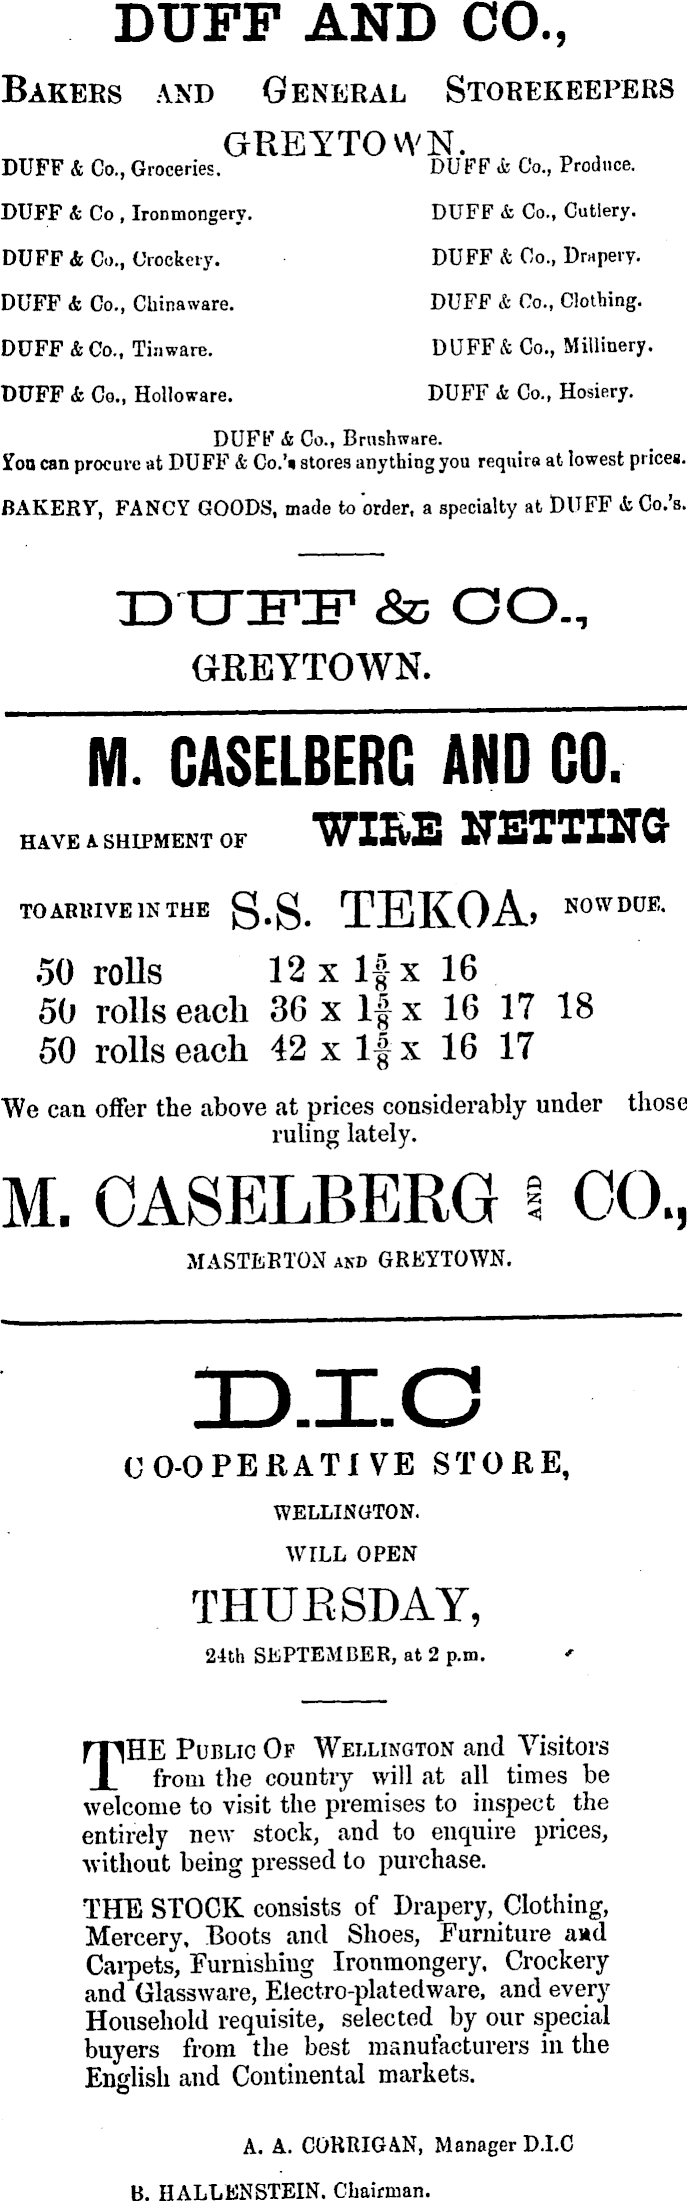 DUFF AND CO.,
BAKERS AND GENERAL STOREKEEPERS
GREYTOWN.
DUFF & Co., Groceries. DUFF & Co., Produce.
DUFF & Co , Ironmongery. DUFF & Co., Cutlery.
DUFF & Co., Crockery. DUFF & Co., Drapery.
DUFF & Co., Chinaware. DUFF & Co., Clothing.
DUFF & Co., Tinware. DUFF & Co., Millinery.
DUFF & Co., Holloware. DUFF & Co., Hosiery.
DUFF & Co., Brushware.
You can procure at DUFF & Co.'s stores anything you require at lowest prices.
BAKERY, FANCY GOODS, made to order, a specialty at DUFF & Co.'s.
DUFF & CO.,
GREYTOWN.
M. CASELBERG AND CO.
HAVE A SHIPMENT OF WIRE NETTING
TO ARRIVE IN THE S.S. TEKOA, NOW DUE.
50 rolls 12 x 1⅝ x 16
50 rolls each 36 x 1⅝ x 16 17 18
50 rolls each 42 x 1⅝ x 16 17
We can offer the above at prices considerably under those
ruling lately.
M. CASELBERG AND CO.,
MASTERTON AND GREYTOWN.
D.I.C
CO-OPERATIVE STORE,
WELLINGTON.
WILL OPEN
THURSDAY,
24th SEPTEMBER, at 2 p.m.
THE PUBLIC OF WELLINGTON and Visitors
from the country will at all times be
welcome to visit the premises to inspect the
entirely new stock, and to enquire prices,
without being pressed to purchase.
THE STOCK consists of Drapery, Clothing,
Mercery, Boots and Shoes, Furniture and
Carpets, Furnishing Ironmongery, Crockery
and Glassware, Electro-platedware, and every
Household requisite, selected by our special
buyers from the best manufacturers in the
English and Continental markets.
A. A. CORRIGAN, Manager D.I.C
B. HALLENSTEIN, Chairman.